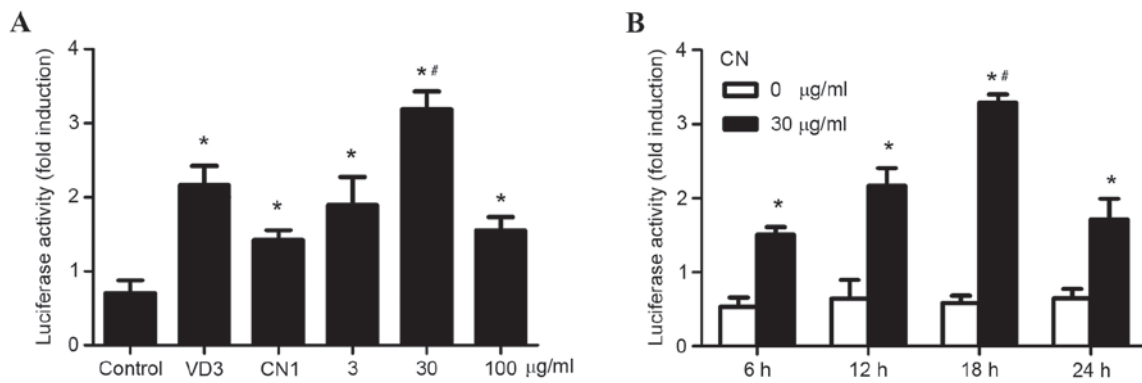 A
Luciferase activity (fold induction)
4
3
2
1
0
*
*
*
* #
*
Control VD3 CN1 3 30 100 μg/ml
B
Luciferase activity (fold induction)
4
3
2
1
0
CN
0 μg/ml
30 μg/ml
*
*
* #
*
6 h 12 h 18 h 24 h